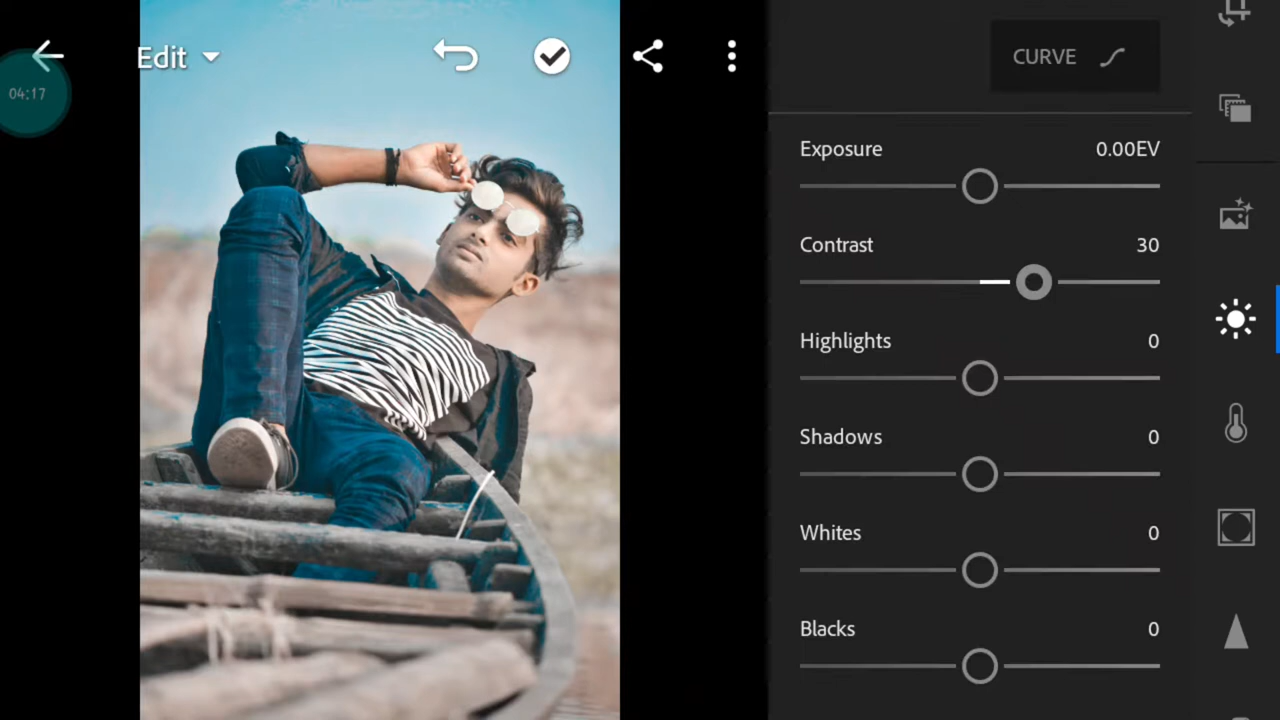 Edit
04:17
CURVE
Exposure 0.00EV
Contrast 30
Highlights 0
Shadows 0
Whites 0
Blacks 0